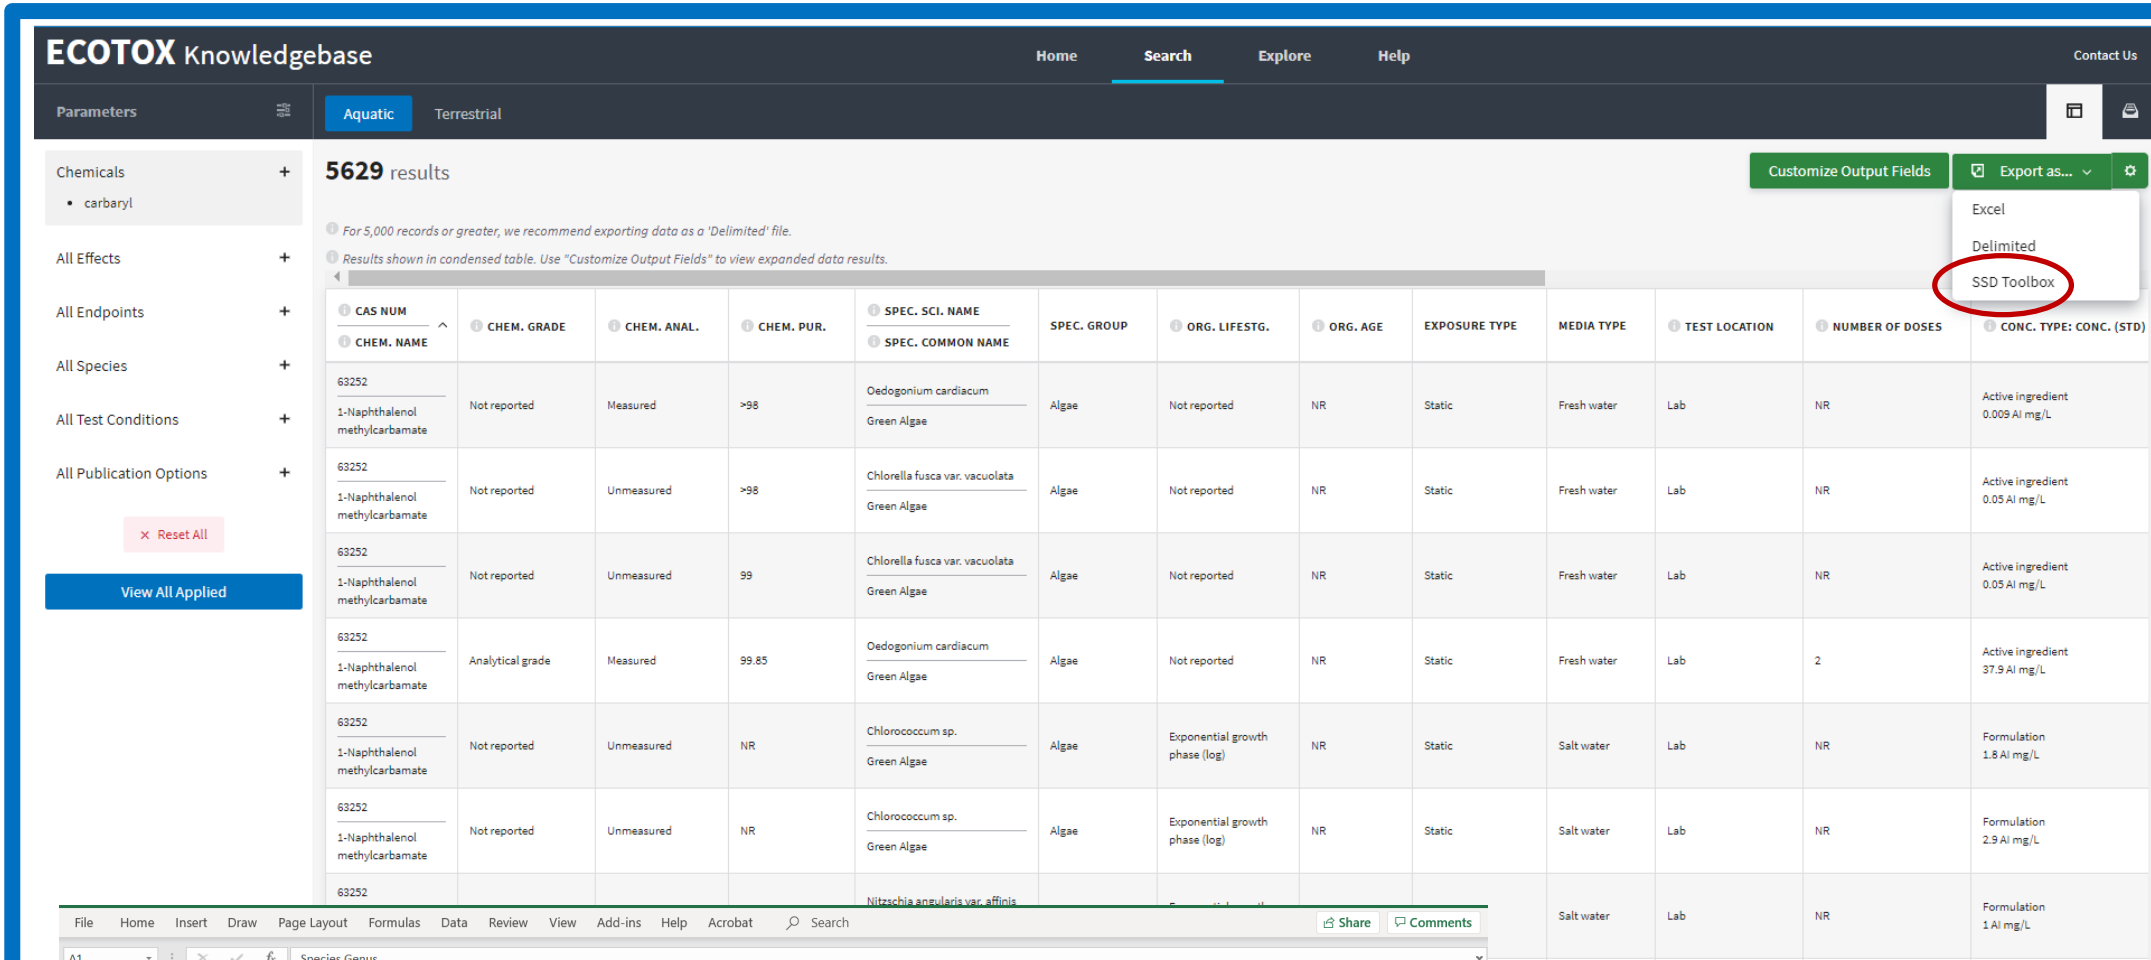 ECOTOX Knowledgebase
Home Search Explore Help
Contact Us
Parameters
Aquatic Terrestrial
Chemicals +
• carbaryl
All Effects +
All Endpoints +
All Species +
All Test Conditions +
All Publication Options +
× Reset All
View All Applied
5629 results
Customize Output Fields
Export as...
Excel
Delimited
SSD Toolbox
For 5,000 records or greater, we recommend exporting data as a 'Delimited' file.
Results shown in condensed table. Use "Customize Output Fields" to view expanded data results.
CAS NUM
CHEM. NAME
CHEM. GRADE
CHEM. ANAL.
CHEM. PUR.
SPEC. SCI. NAME
SPEC. COMMON NAME
SPEC. GROUP
ORG. LIFESTG.
ORG. AGE
EXPOSURE TYPE
MEDIA TYPE
TEST LOCATION
NUMBER OF DOSES
CONC. TYPE: CONC. (STD)
63252
1-Naphthalenol
methylcarbamate
Not reported
Measured
>98
Oedogonium cardiacum
Green Algae
Algae
Not reported
NR
Static
Fresh water
Lab
NR
Active ingredient
0.009 AI mg/L
63252
1-Naphthalenol
methylcarbamate
Not reported
Unmeasured
>98
Chlorella fusca var. vacuolata
Green Algae
Algae
Not reported
NR
Static
Fresh water
Lab
NR
Active ingredient
0.05 AI mg/L
63252
1-Naphthalenol
methylcarbamate
Not reported
Unmeasured
99
Chlorella fusca var. vacuolata
Green Algae
Algae
Not reported
NR
Static
Fresh water
Lab
NR
Active ingredient
0.05 AI mg/L
63252
1-Naphthalenol
methylcarbamate
Analytical grade
Measured
99.85
Oedogonium cardiacum
Green Algae
Algae
Not reported
NR
Static
Fresh water
Lab
2
Active ingredient
37.9 AI mg/L
63252
1-Naphthalenol
methylcarbamate
Not reported
Unmeasured
NR
Chlorococcum sp.
Green Algae
Algae
Exponential growth
phase (log)
NR
Static
Salt water
Lab
NR
Formulation
1.8 AI mg/L
63252
1-Naphthalenol
methylcarbamate
Not reported
Unmeasured
NR
Chlorococcum sp.
Green Algae
Algae
Exponential growth
phase (log)
NR
Static
Salt water
Lab
NR
Formulation
2.9 AI mg/L
63252
Nitzschia angularis var. affinis
Salt water
Lab
NR
Formulation
1 AI mg/L
File Home Insert Draw Page Layout Formulas Data Review View Add-ins Help Acrobat Search
Share Comments
A1 fx Species Genus